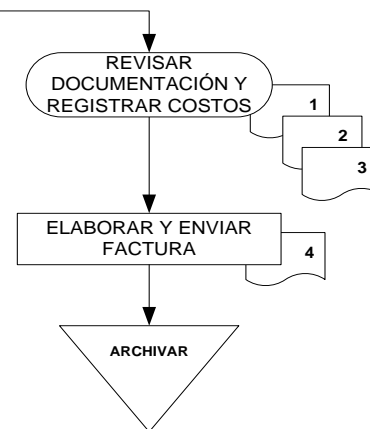 REVISAR
DOCUMENTACIÓN Y
REGISTRAR COSTOS
1
2
3
ELABORAR Y ENVIAR
FACTURA
4
ARCHIVAR